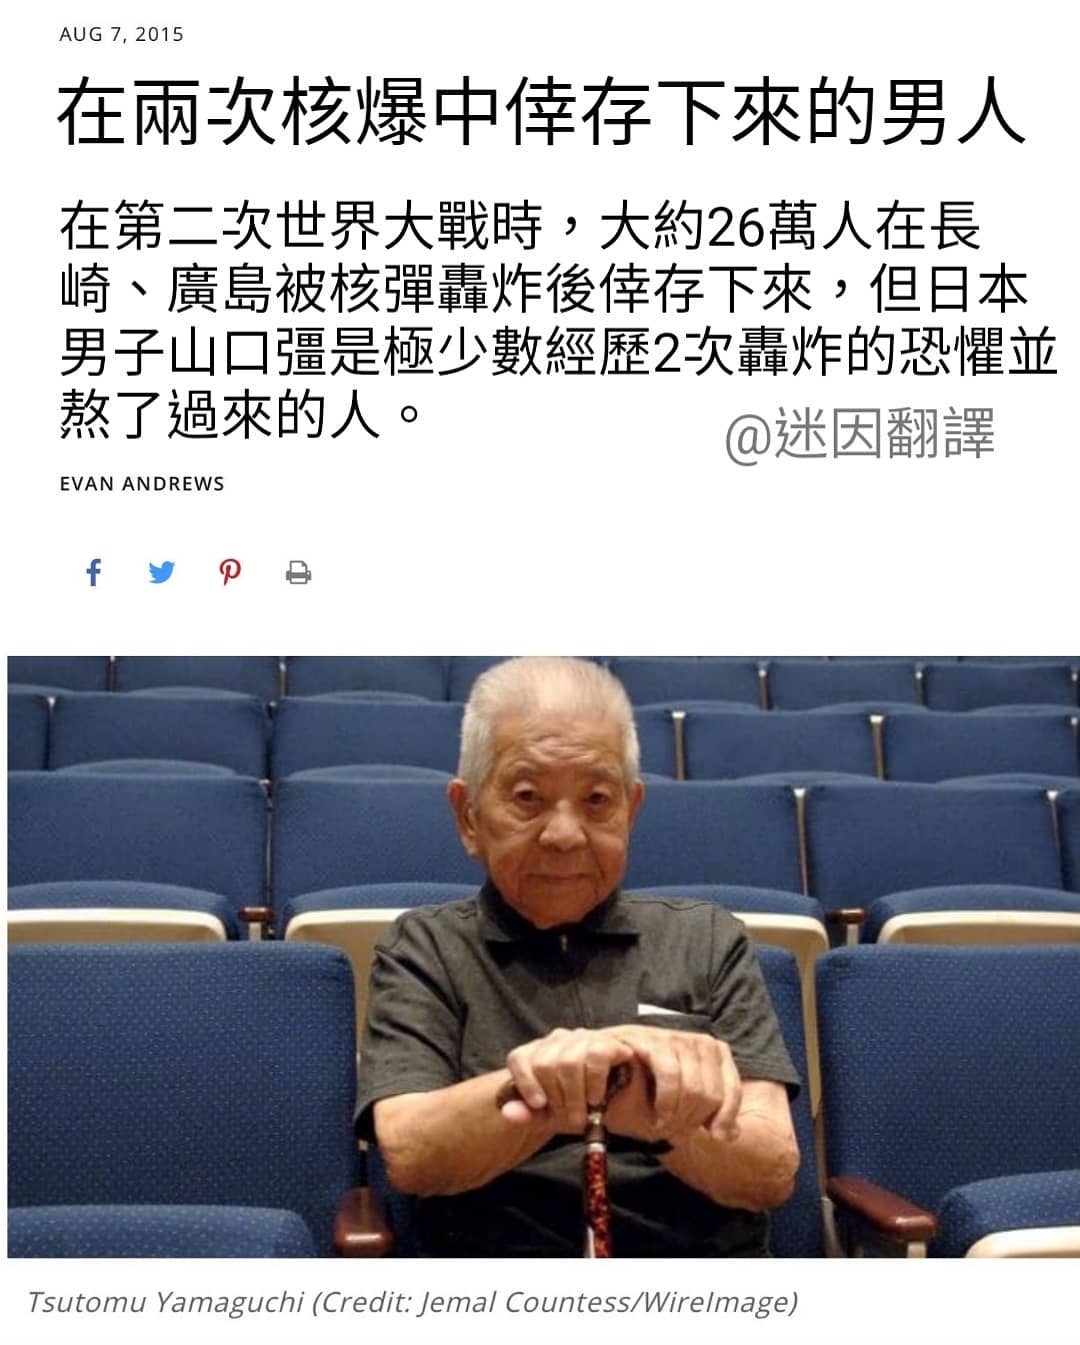 AUG 7, 2015
在兩次核爆中倖存下來的男人
在第二次世界大戰時，大約26萬人在長
崎、廣島被核彈轟炸後倖存下來，但日本
男子山口彊是極少數經歷2次轟炸的恐懼並
熬了過來的人。
@迷因翻譯
EVAN ANDREWS
Tsutomu Yamaguchi (Credit: Jemal Countess/WireImage)